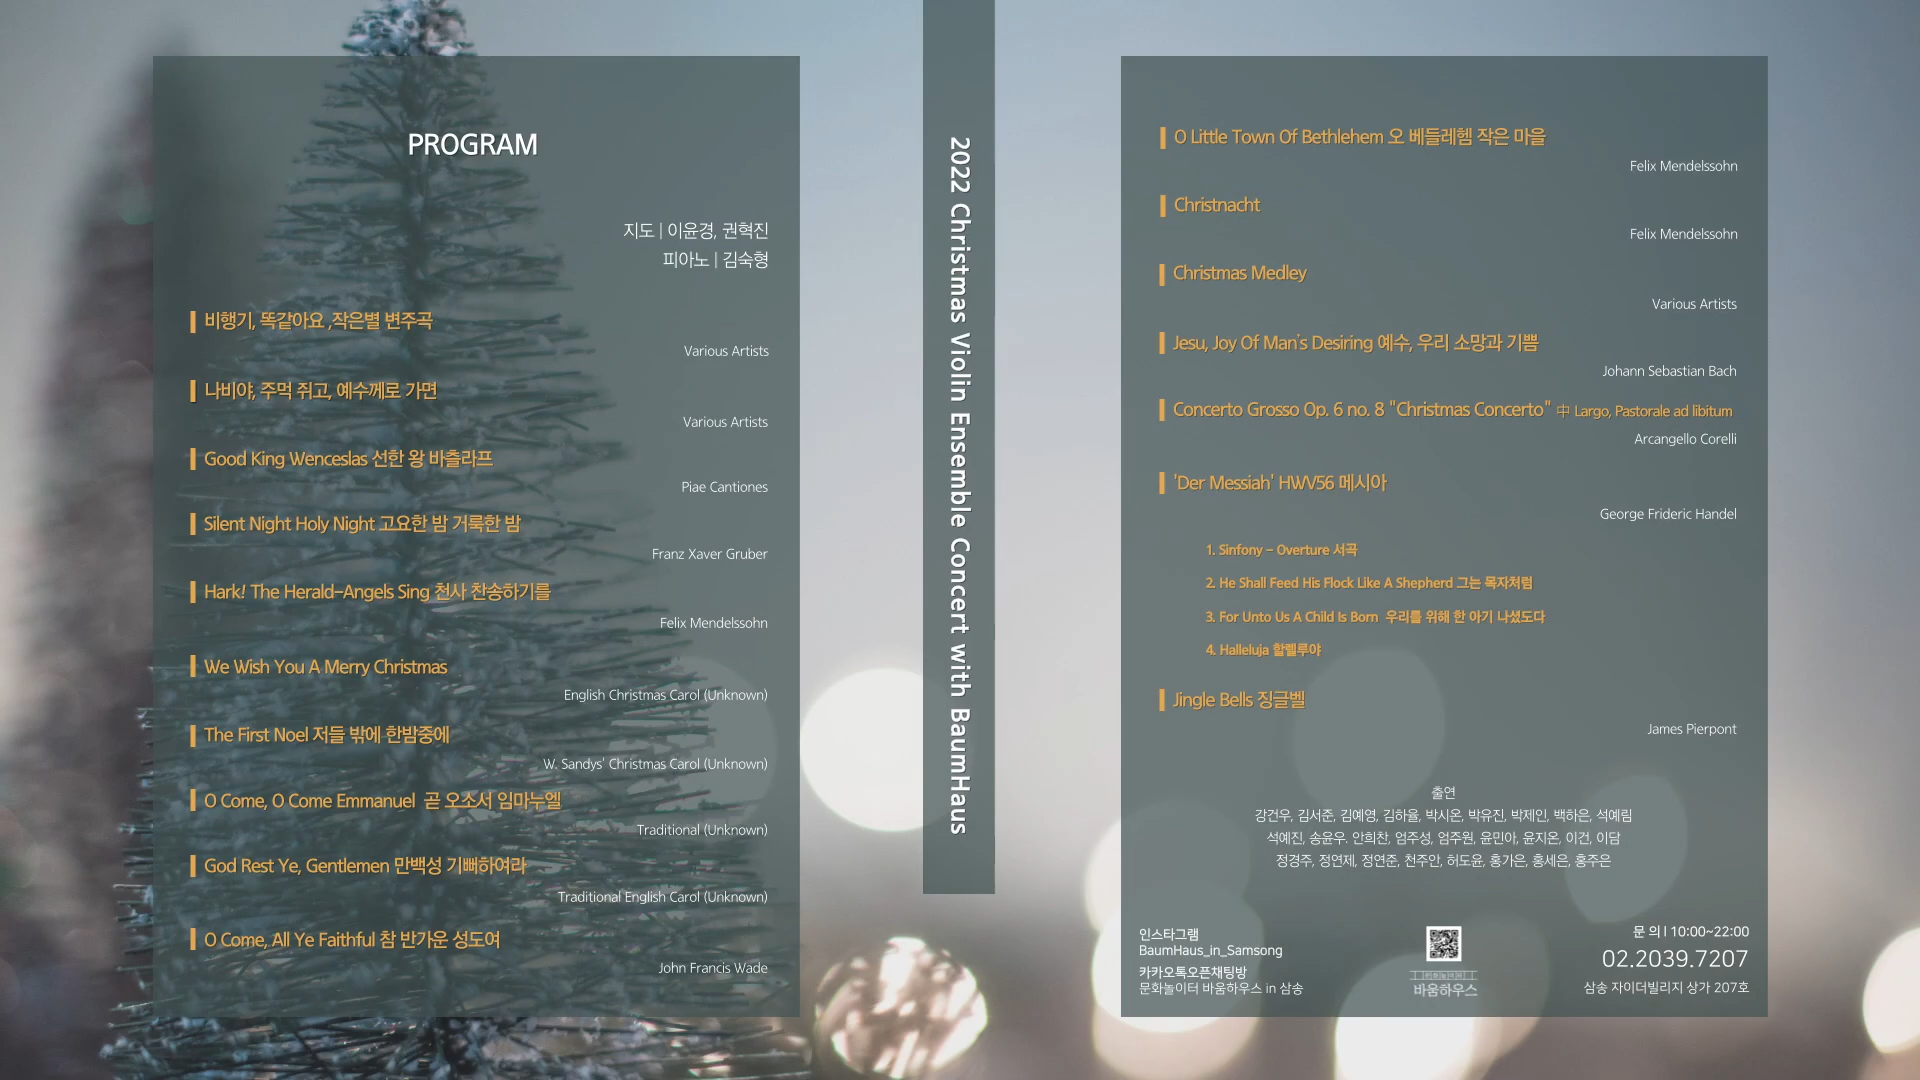 PROGRAM
지도 | 이윤경, 권혁진
피아노 | 김숙형
비행기, 똑같아요 ,작은별 변주곡
Various Artists
나비야, 주먹 쥐고, 예수께로 가면
Various Artists
Good King Wenceslas 선한 왕 바츨라프
Piae Cantiones
Silent Night Holy Night 고요한 밤 거룩한 밤
Franz Xaver Gruber
Hark! The Herald-Angels Sing 천사 찬송하기를
Felix Mendelssohn
We Wish You A Merry Christmas
English Christmas Carol (Unknown)
The First Noel 저들 밖에 한밤중에
W. Sandys' Christmas Carol (Unknown)
O Come, O Come Emmanuel 곧 오소서 임마누엘
Traditional (Unknown)
God Rest Ye, Gentlemen 만백성 기뻐하여라
Traditional English Carol (Unknown)
O Come, All Ye Faithful 참 반가운 성도여
John Francis Wade
2022 Christmas Violin Ensemble Concert with BaumHaus
O Little Town Of Bethlehem 오 베들레헴 작은 마을
Felix Mendelssohn
Christnacht
Felix Mendelssohn
Christmas Medley
Various Artists
Jesu, Joy Of Man's Desiring 예수, 우리 소망과 기쁨
Johann Sebastian Bach
Concerto Grosso Op. 6 no. 8 "Christmas Concerto" 中 Largo, Pastorale ad libitum
Arcangello Corelli
'Der Messiah' HWV56 메시아
George Frideric Handel
1. Sinfony - Overture 서곡
2. He Shall Feed His Flock Like A Shepherd 그는 목자처럼
3. For Unto Us A Child Is Born 우리를 위해 한 아기 나셨도다
4. Halleluja 할렐루야
Jingle Bells 징글벨
James Pierpont
출연
강건우, 김서준, 김예영, 김하율, 박시온, 박유진, 박제인, 백하은, 석예림
석예진, 송윤우. 안희찬, 엄주성, 엄주원, 윤민아, 윤지온, 이건, 이담
정경주, 정연제, 정연준, 천주안, 허도윤, 홍가은, 홍세은, 홍주은
인스타그램
BaumHaus_in_Samsong
카카오톡오픈채팅방
문화놀이터 바움하우스 in 삼송
바움하우스
문 의 I 10:00~22:00
02.2039.7207
삼송 자이더빌리지 상가 207호